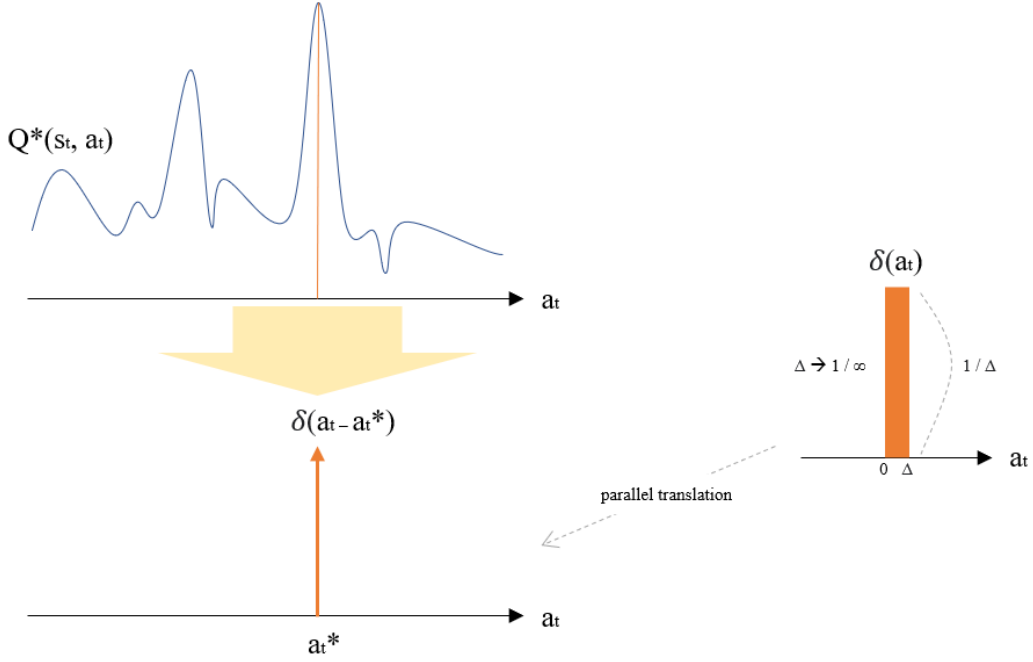 Q*(st, at)
at
δ(at)
Δ → 1 / ∞
1 / Δ
0 Δ
at
δ(at – at*)
parallel translation
at
at*